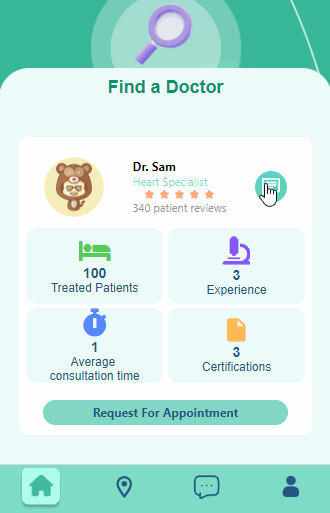 Find a Doctor
Dr. Sam
Heart Specialist
340 patient reviews
100
Treated Patients
3
Experience
1
Average
consultation time
3
Certifications
Request For Appointment